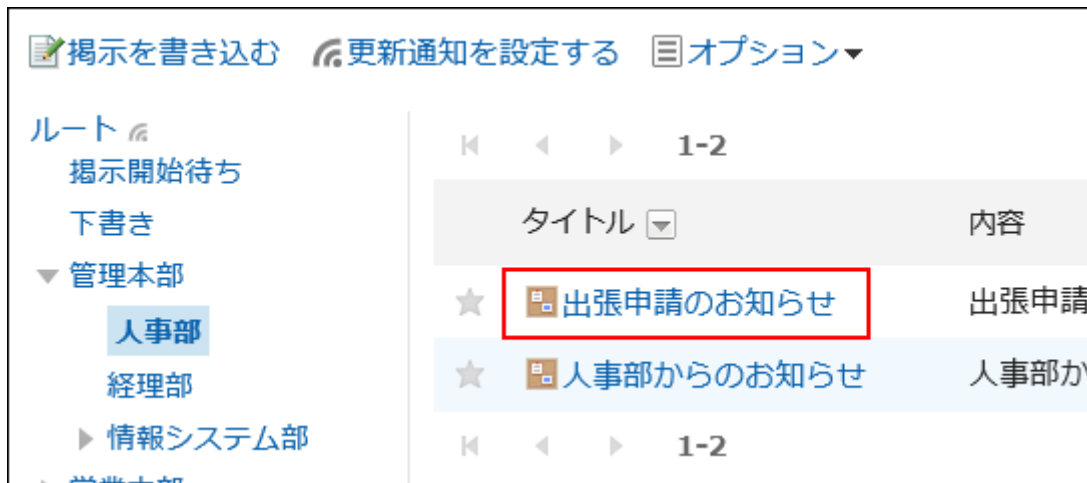 掲示を書き込む 更新通知を設定する オプション
ルート
掲示開始待ち
下書き
管理本部
人事部
経理部
情報システム部
1-2
タイトル 内容
出張申請のお知らせ 出張申請
人事部からのお知らせ 人事部か
1-2